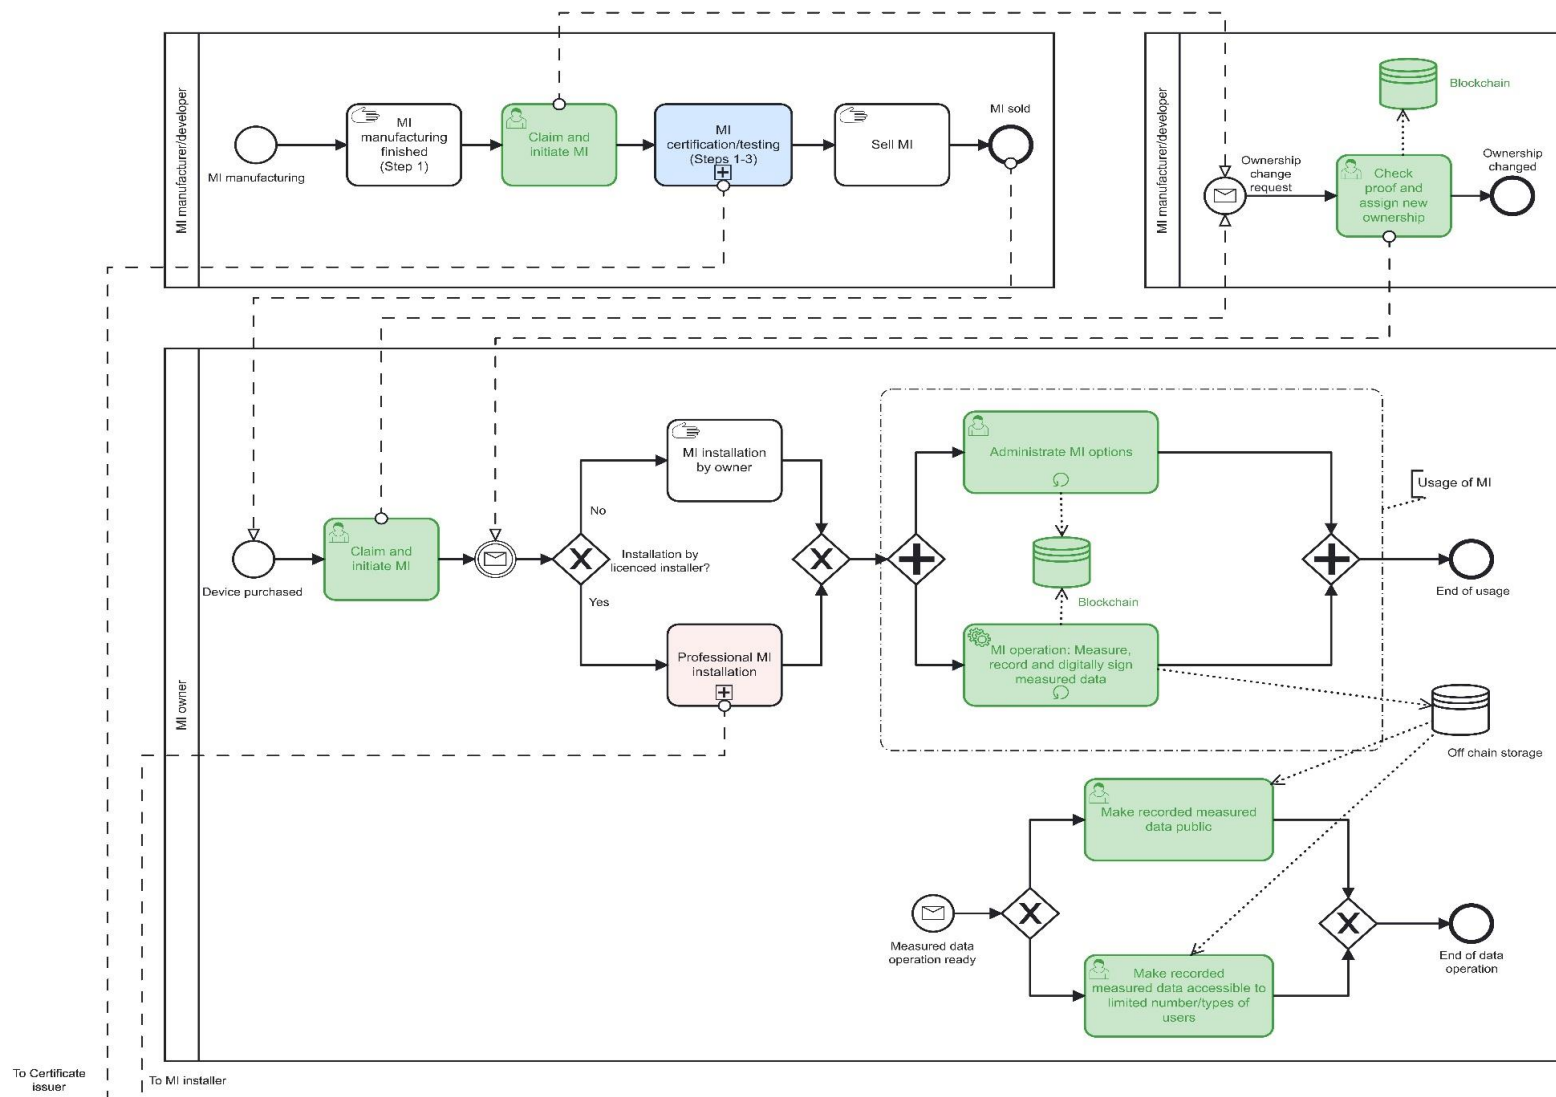 MI manufacturer/developer
MI manufacturing
MI
manufacturing
finished
(Step 1)
Claim and
initiate MI
MI
certification/testing
(Steps 1-3)
Sell MI
MI sold
MI manufacturer/developer
Ownership
change
request
Blockchain
Check
proof and
assign new
ownership
Ownership
changed
MI owner
Device purchased
Claim and
initiate MI
No
Installation by
licenced installer?
Yes
MI installation
by owner
Professional MI
installation
Administrate MI options
Blockchain
MI operation: Measure,
record and digitally sign
measured data
Usage of MI
End of usage
Off chain storage
Make recorded measured
data public
Measured data
operation ready
Make recorded
measured data accessible to
limited number/types of
users
End of data
operation
To Certificate
issuer
To MI installer